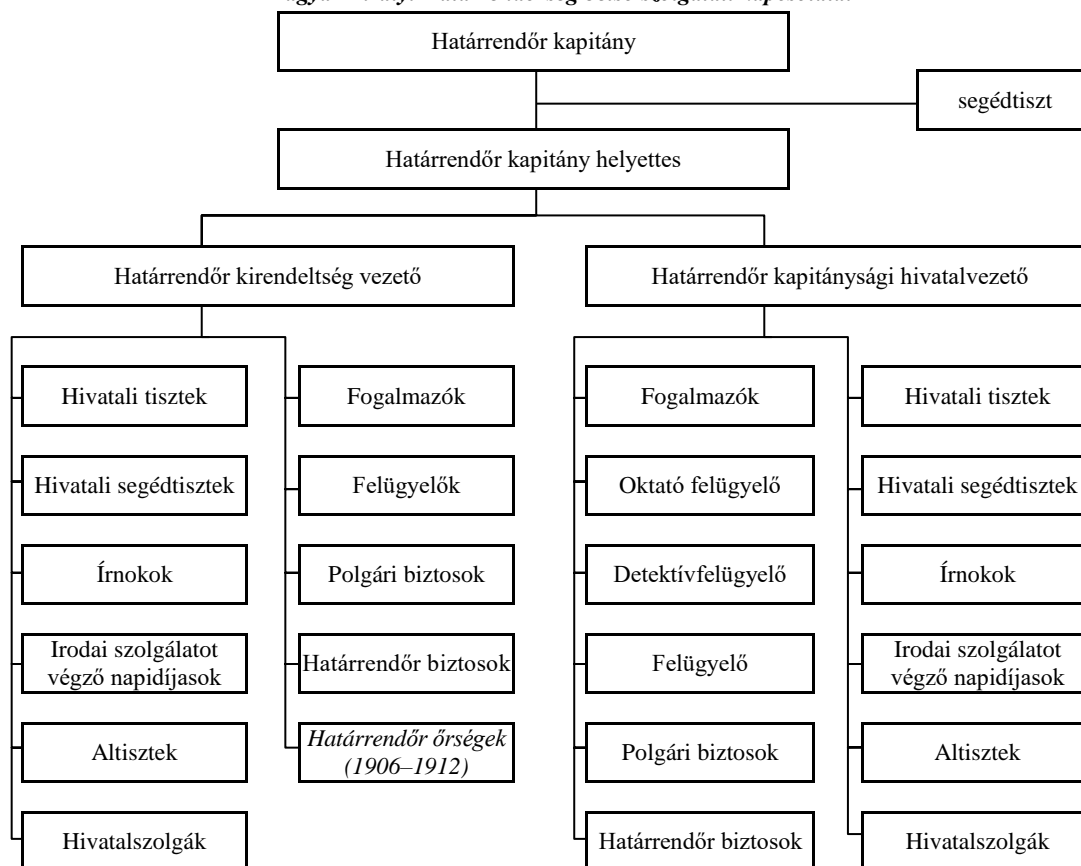 Határrendőr kapitány
segédtiszt
Határrendőr kapitány helyettes
Határrendőr kirendeltség vezető
Határrendőr kapitánysági hivatalvezető
Hivatali tisztek
Fogalmazók
Fogalmazók
Hivatali tisztek
Hivatali segédtisztek
Felügyelők
Oktató felügyelő
Hivatali segédtisztek
Írnokok
Polgári biztosok
Detektívfelügyelő
Írnokok
Irodai szolgálatot
végző napidíjasok
Határrendőr biztosok
Felügyelő
Irodai szolgálatot
végző napidíjasok
Altisztek
Határrendőr őrségek
(1906–1912)
Polgári biztosok
Altisztek
Hivatalszolgák
Határrendőr biztosok
Hivatalszolgák